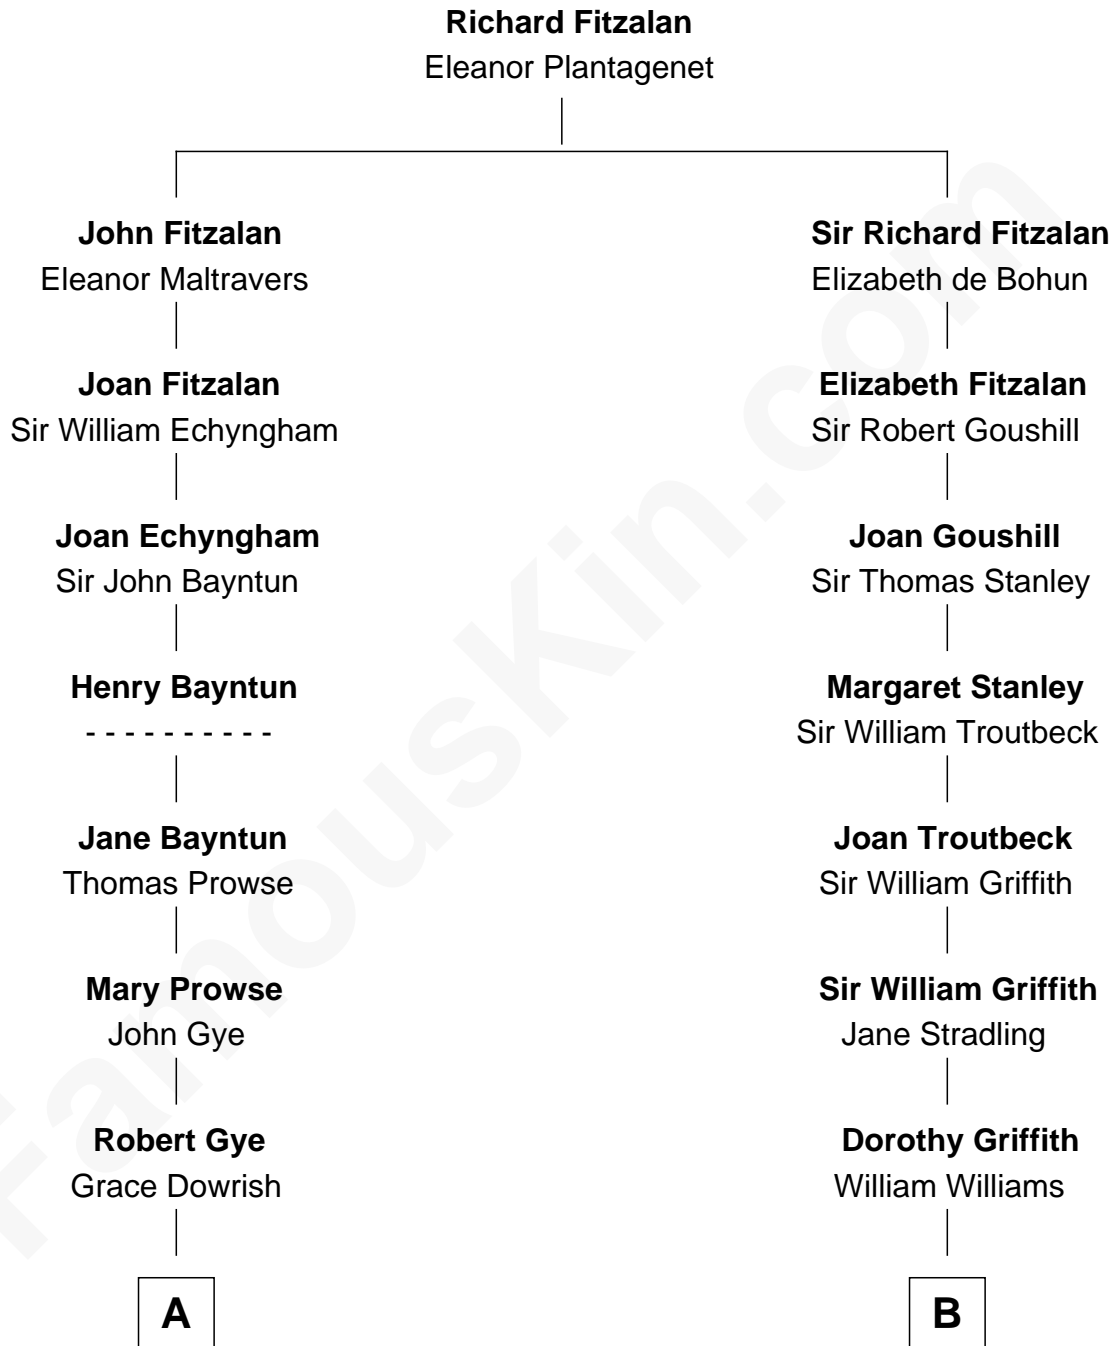 Richard Fitzalan
Eleanor Plantagenet
John Fitzalan
Eleanor Maltravers
Joan Fitzalan
Sir William Echyngham
Joan Echyngham
Sir John Bayntun
Henry Bayntun
- - - - - - - - - -
Jane Bayntun
Thomas Prowse
Mary Prowse
John Gye
Robert Gye
Grace Dowrish
A
Sir Richard Fitzalan
Elizabeth de Bohun
Elizabeth Fitzalan
Sir Robert Goushill
Joan Goushill
Sir Thomas Stanley
Margaret Stanley
Sir William Troutbeck
Joan Troutbeck
Sir William Griffith
Sir William Griffith
Jane Stradling
Dorothy Griffith
William Williams
B
FamousKin.com